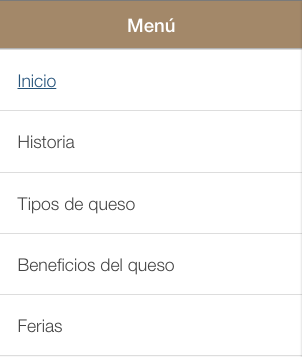 Menú
Inicio
Historia
Tipos de queso
Beneficios del queso
Ferias